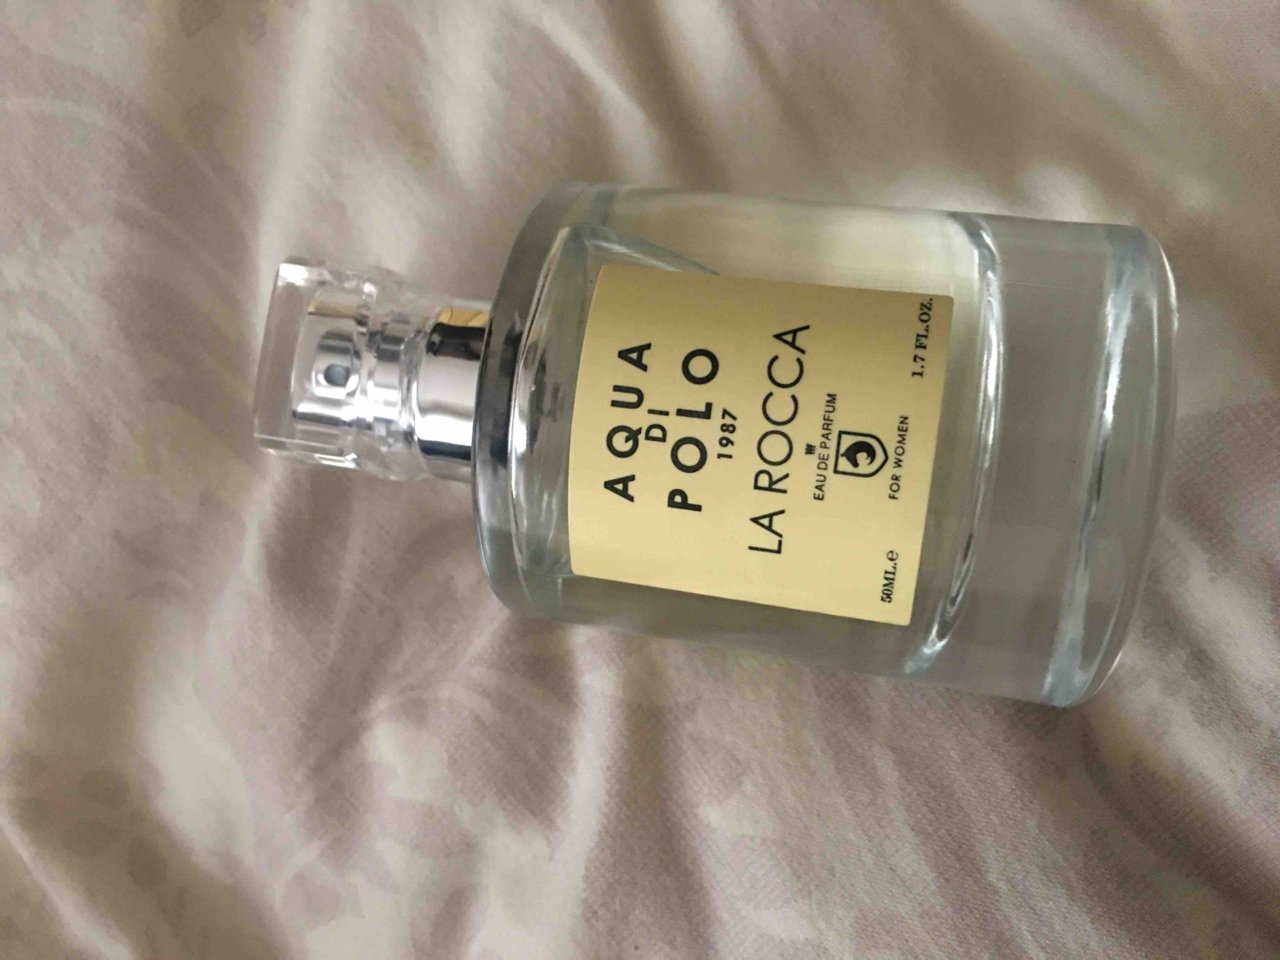 AQUA
DI
POLO
1987
LA ROCCA
EAU DE PARFUM
FOR WOMEN
50ML.e 1.7 FL.OZ.